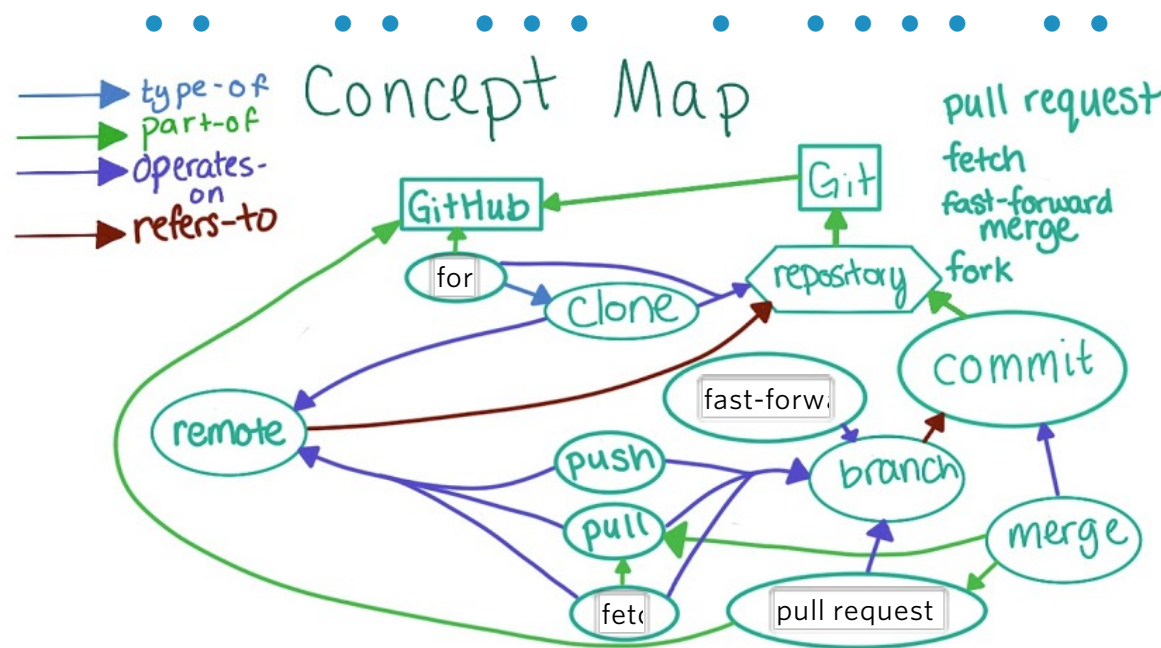 Concept Map
type-of
part-of
operates-
on
refers-to
pull request
fetch
fast-forward
merge
fork
GitHub
Git
for
clone
repository
commit
fast-forw
remote
push
branch
pull
merge
fetc
pull request